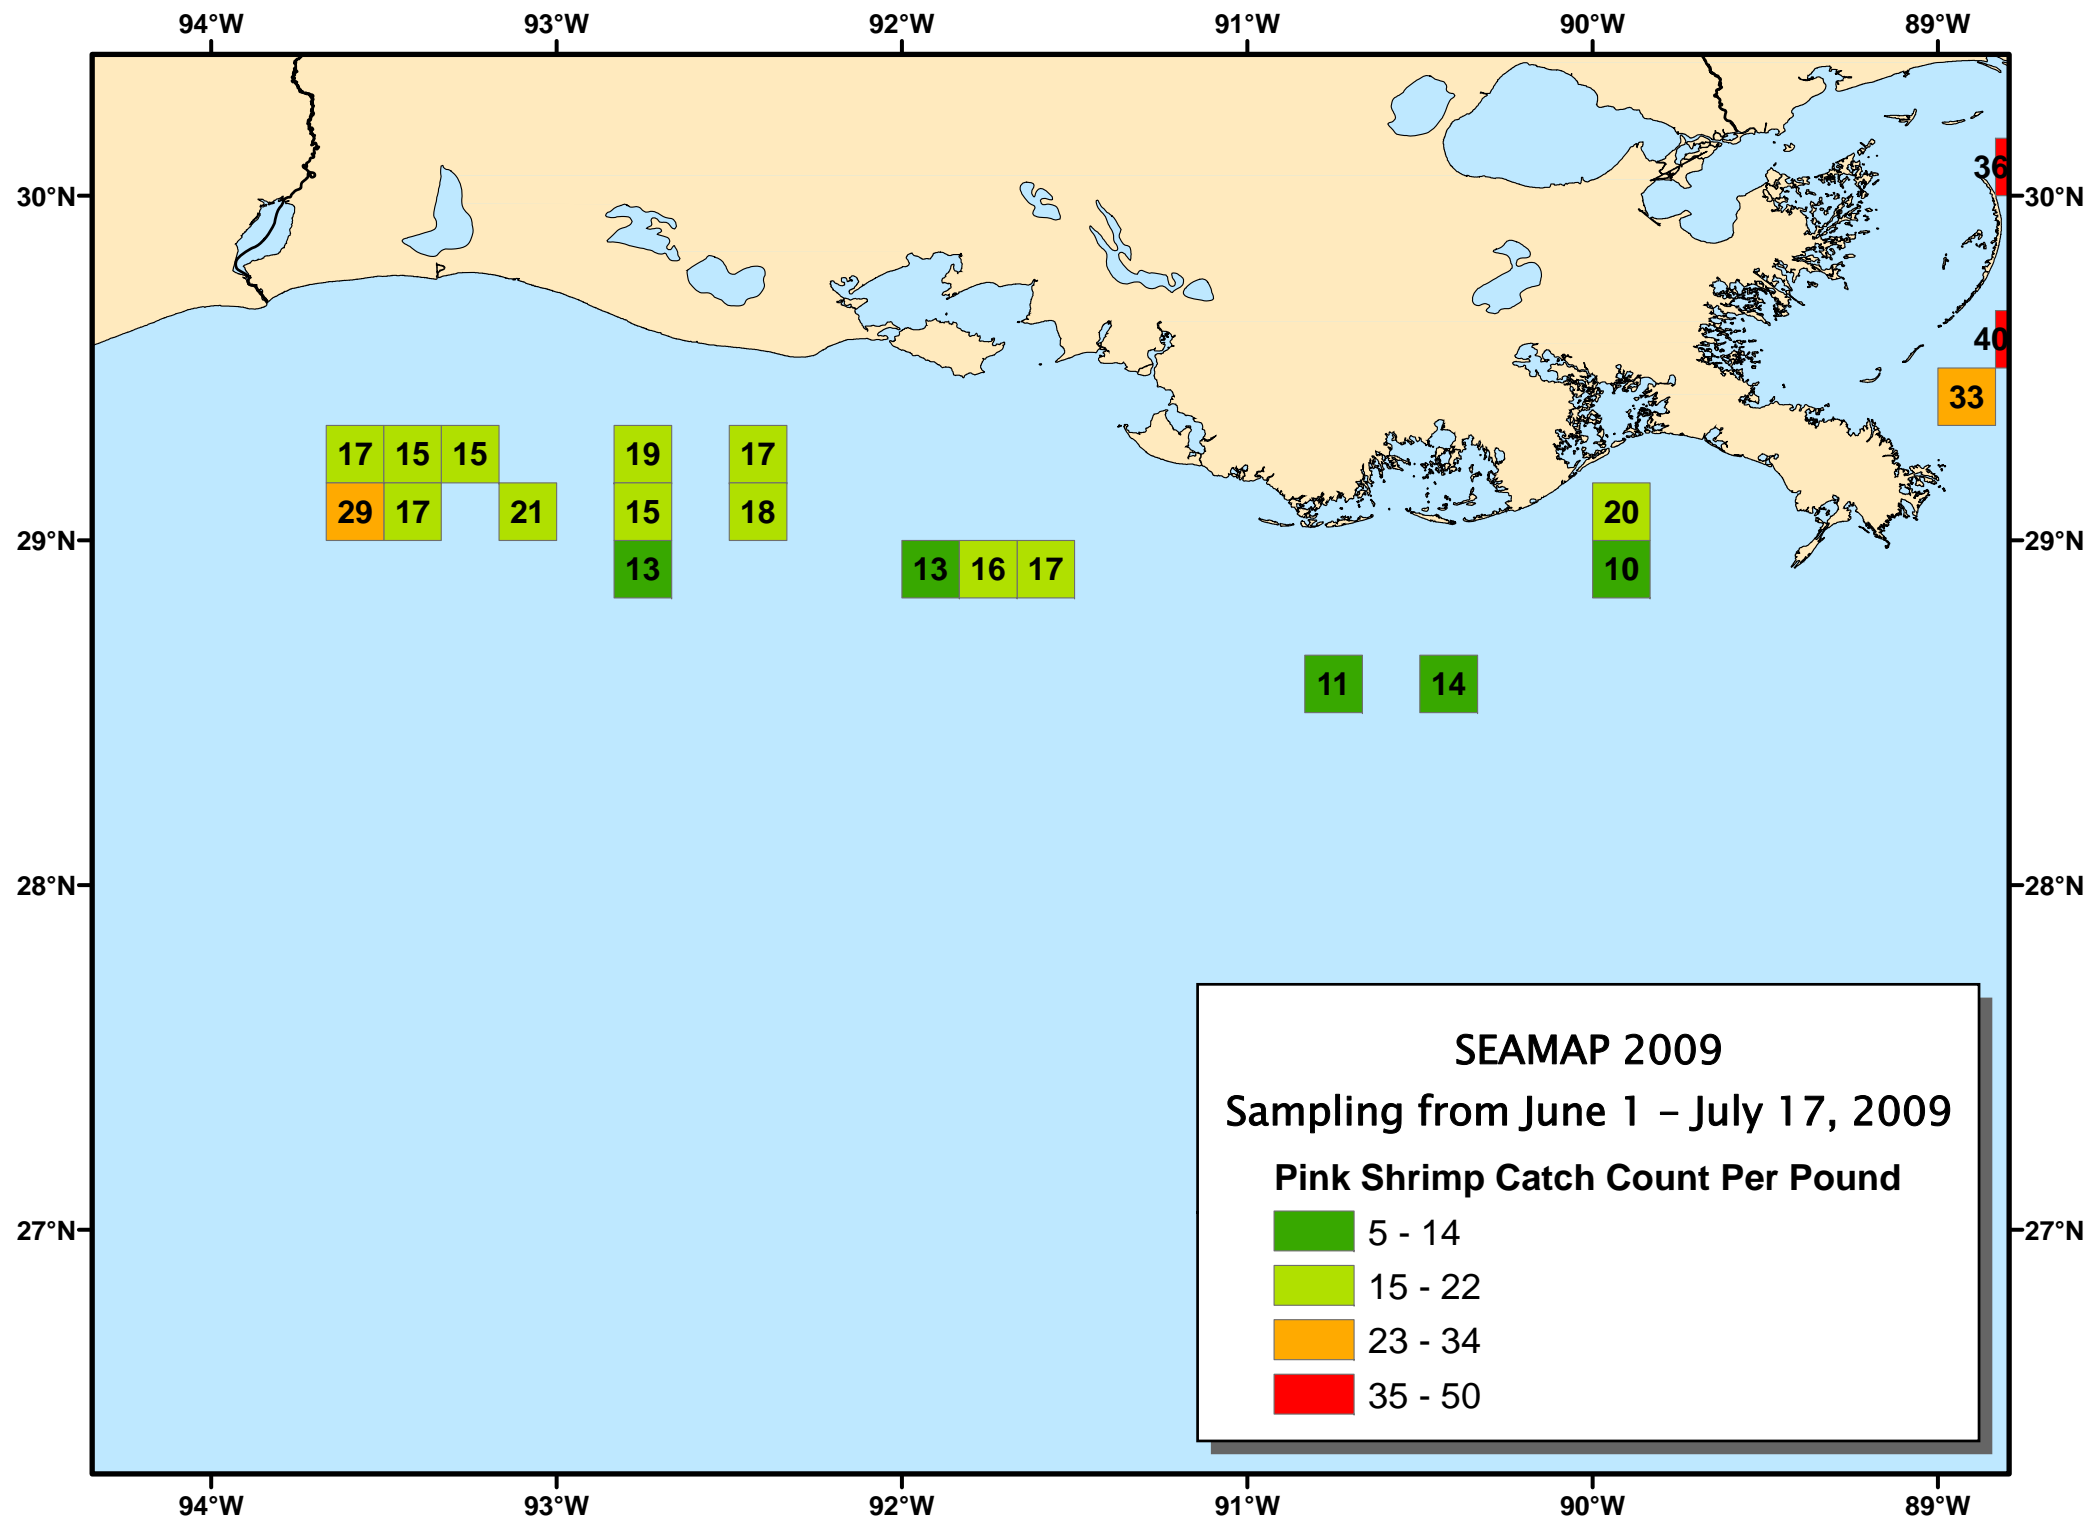 94°W 93°W 92°W 91°W 90°W 89°W
36
30°N 30°N
40
33
17 15 15 19 17
29 17 21 15 18 20
29°N 29°N
13 13 16 17 10
11 14
28°N 28°N
SEAMAP 2009
Sampling from June 1 – July 17, 2009
Pink Shrimp Catch Count Per Pound
27°N 27°N
5 - 14
15 - 22
23 - 34
35 - 50
94°W 93°W 92°W 91°W 90°W 89°W